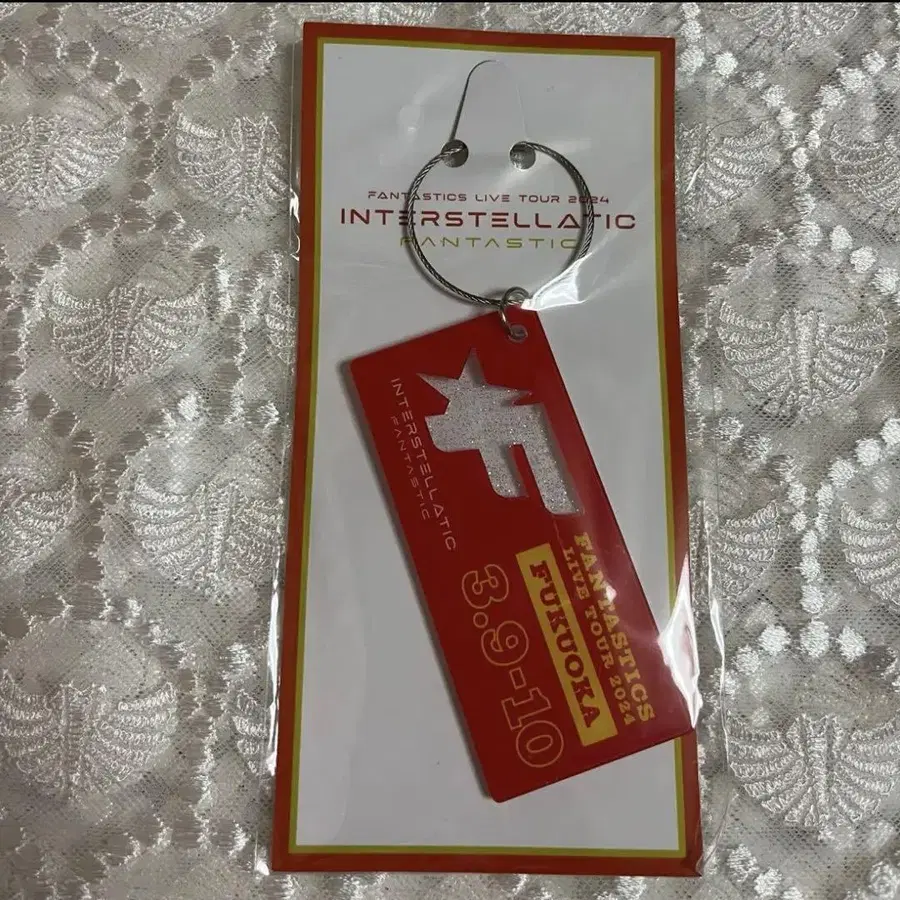 FANTASTICS LIVE TOUR 2024
INTERSTELLATIC
FANTASTIC
INTERSTELLATIC
FANTASTIC
F
FANTASTICS
LIVE TOUR 2024
FUKUOKA
3.9-10